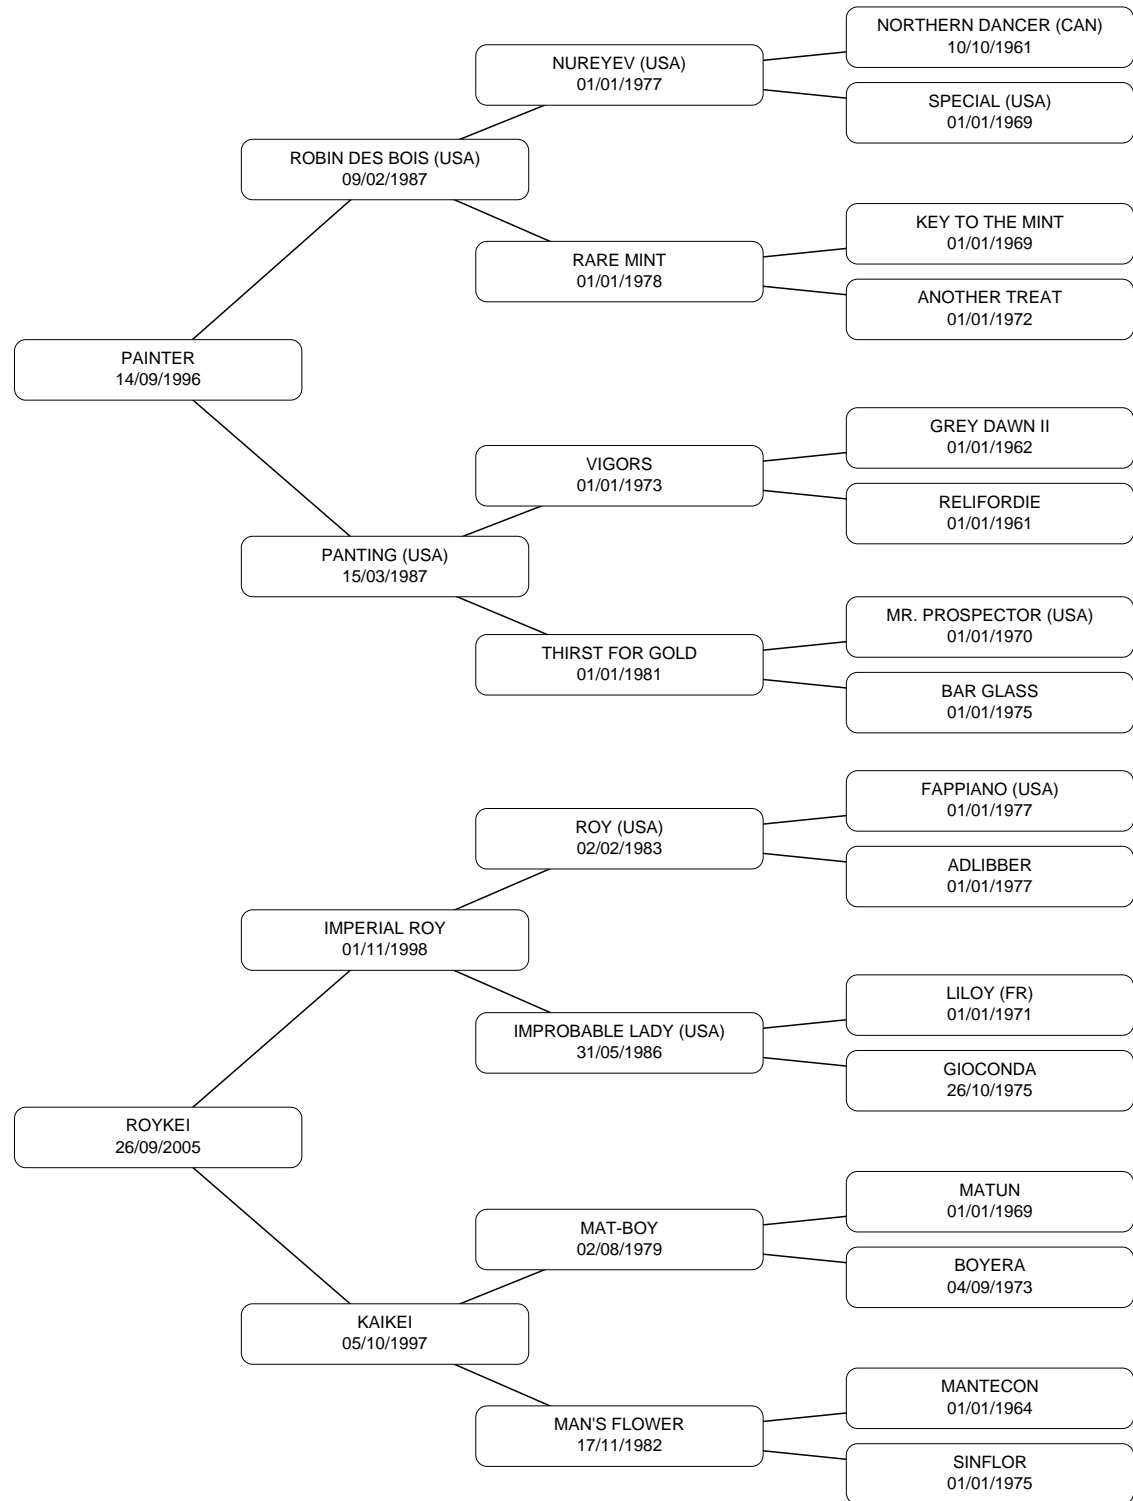 NORTHERN DANCER (CAN)
10/10/1961
NUREYEV (USA)
01/01/1977
SPECIAL (USA)
01/01/1969
ROBIN DES BOIS (USA)
09/02/1987
KEY TO THE MINT
01/01/1969
RARE MINT
01/01/1978
ANOTHER TREAT
01/01/1972
PAINTER
14/09/1996
GREY DAWN II
01/01/1962
VIGORS
01/01/1973
RELIFORDIE
01/01/1961
PANTING (USA)
15/03/1987
MR. PROSPECTOR (USA)
01/01/1970
THIRST FOR GOLD
01/01/1981
BAR GLASS
01/01/1975
FAPPIANO (USA)
01/01/1977
ROY (USA)
02/02/1983
ADLIBBER
01/01/1977
IMPERIAL ROY
01/11/1998
LILOY (FR)
01/01/1971
IMPROBABLE LADY (USA)
31/05/1986
GIOCONDA
26/10/1975
ROYKEI
26/09/2005
MATUN
01/01/1969
MAT-BOY
02/08/1979
BOYERA
04/09/1973
KAIKEI
05/10/1997
MANTECON
01/01/1964
MAN'S FLOWER
17/11/1982
SINFLOR
01/01/1975